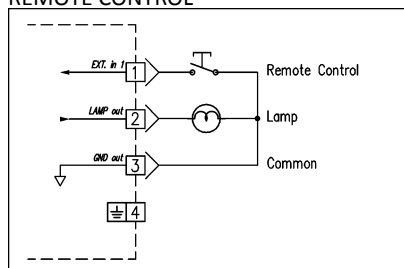 REMOTE CONTROL
EXT. in 1
1
Remote Control
LAMP out
2
Lamp
GND out
3
Common
4